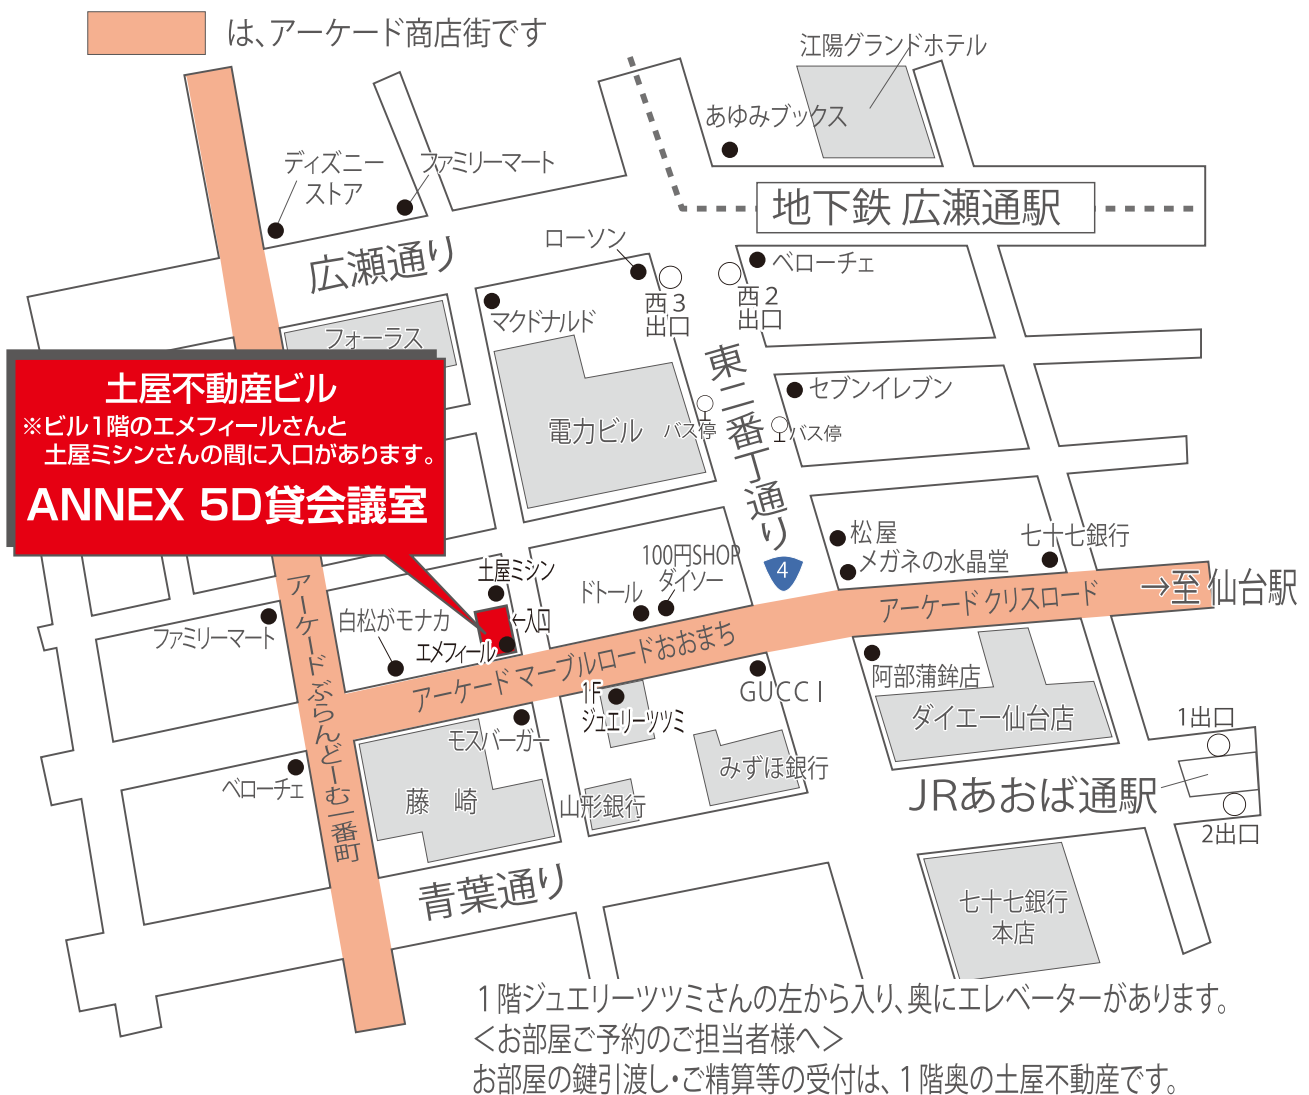 は、アーケード商店街です
江陽グランドホテル
あゆみブックス
ディズニー
ストア
ファミリーマート
地下鉄 広瀬通駅
広瀬通り
ローソン
ベローチェ
西3
出口
西2
出口
マクドナルド
フォーラス
東二番丁通り
セブンイレブン
電力ビル
バス停
バス停
土屋不動産ビル
※ビル1階のエメフィールさんと
土屋ミシンさんの間に入口があります。
ANNEX 5D貸会議室
松屋
メガネの水晶堂
七十七銀行
100円SHOP
ダイソー
ドトール
4
土屋ミシン
←入口
エメフィール
→至 仙台駅
アーケード クリスロード
アーケード マーブルロードおおまち
アーケード ぶらんどーむ一番町
ファミリーマート
白松がモナカ
1F
ジュエリーツツミ
GUCCI
阿部蒲鉾店
ダイエー仙台店
モスバーガー
みずほ銀行
ベローチェ
藤崎
山形銀行
1出口
JRあおば通駅
2出口
青葉通り
七十七銀行
本店
1階ジュエリーツツミさんの左から入り、奥にエレベーターがあります。
＜お部屋ご予約のご担当者様へ＞
お部屋の鍵引渡し・ご精算等の受付は、1階奥の土屋不動産です。